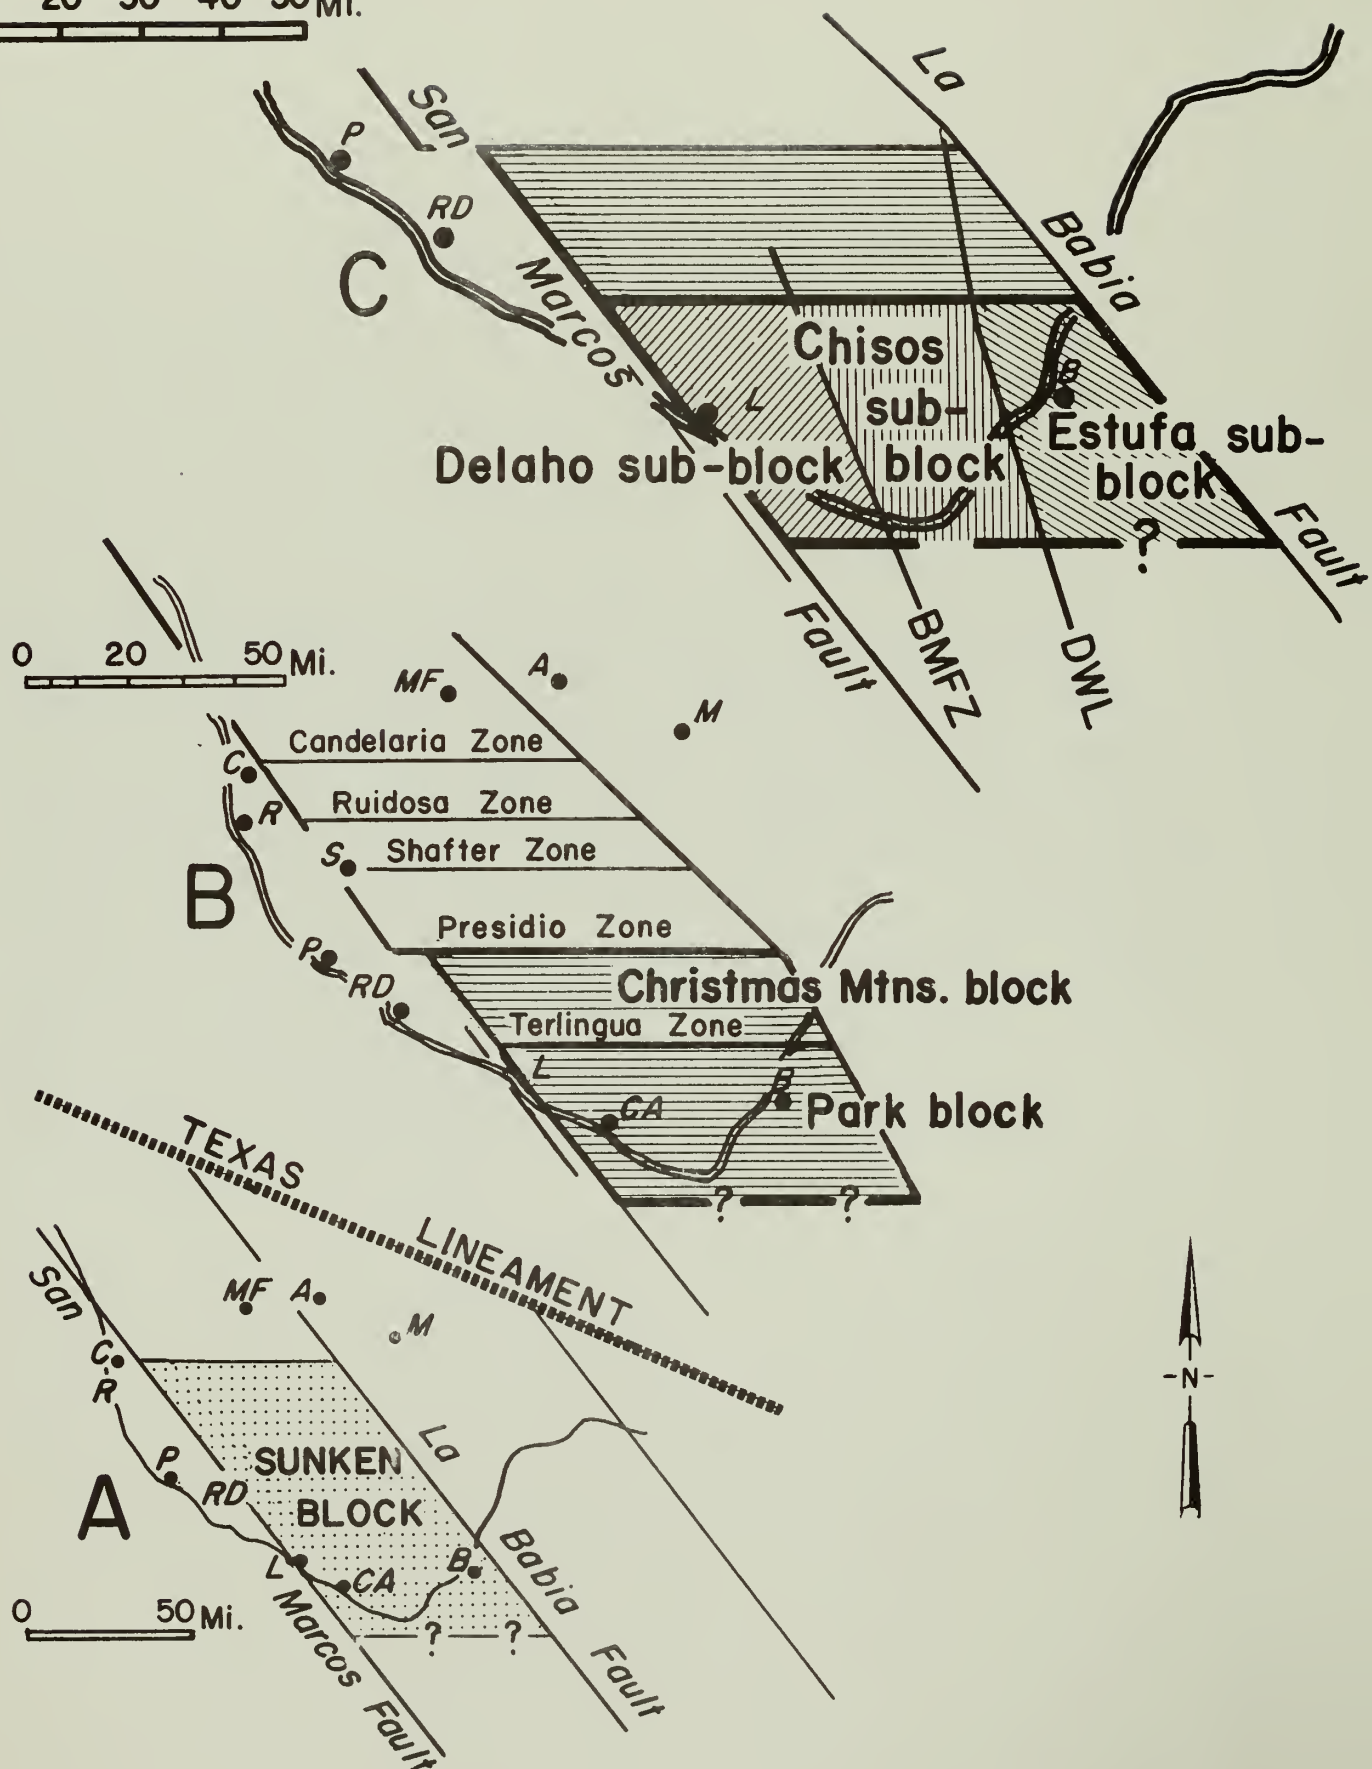 20 30 40 50 Mi.
San Marcos Fault
La Babia Fault
P
RD
C
L
B
Chisos sub-block
Delaho sub-block
Estufa sub-block
?
BMFZ
DWL
0 20 50 Mi.
MF
A
M
Candelaria Zone
C
R
Ruidosa Zone
S
Shafter Zone
B
Presidio Zone
P
RD
Christmas Mtns. block
Terlingua Zone
L
CA
B
Park block
? ?
TEXAS LINEAMENT
San Marcos Fault
MF
A
M
C
R
P
RD
SUNKEN
BLOCK
A
La Babia Fault
L
CA
B
? ?
0 50 Mi.
-N-